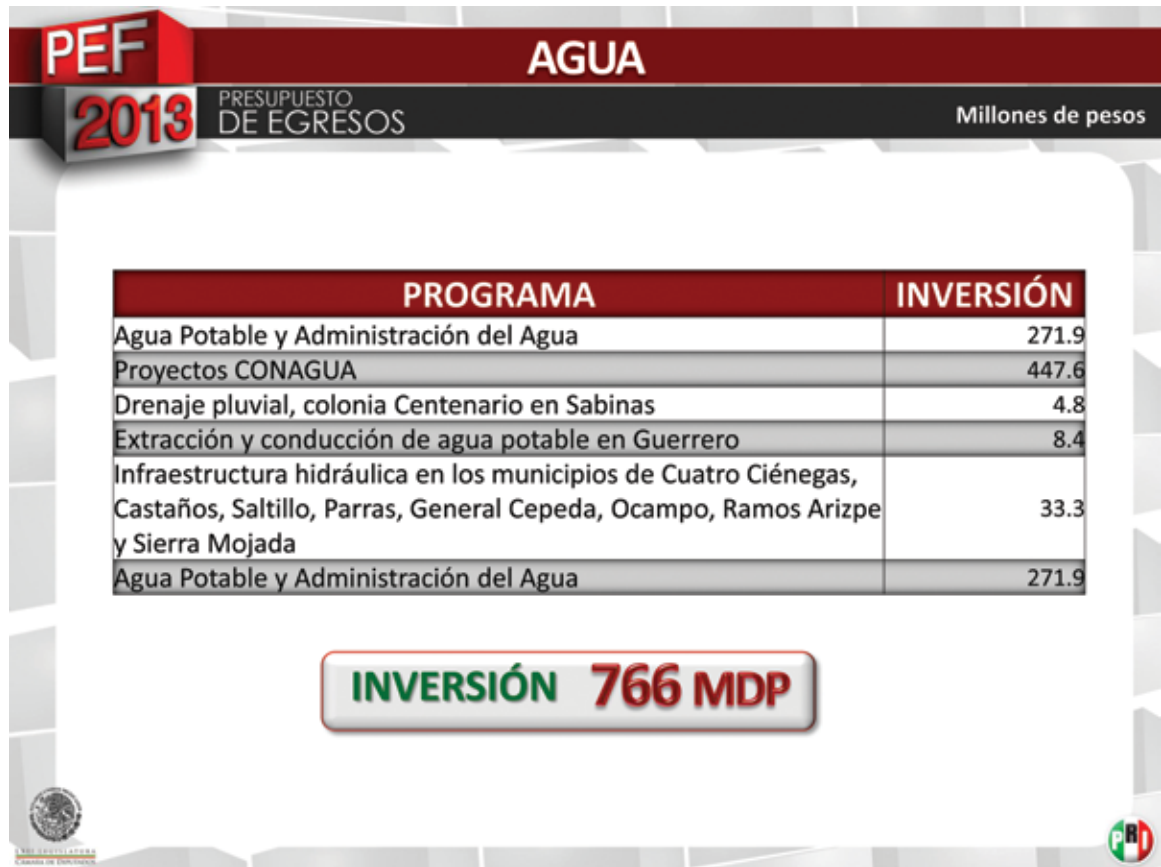 PEF
2013
AGUA
PRESUPUESTO
DE EGRESOS
Millones de pesos
PROGRAMA INVERSIÓN
Agua Potable y Administración del Agua 271.9
Proyectos CONAGUA 447.6
Drenaje pluvial, colonia Centenario en Sabinas 4.8
Extracción y conducción de agua potable en Guerrero 8.4
Infraestructura hidráulica en los municipios de Cuatro Ciénegas,
Castaños, Saltillo, Parras, General Cepeda, Ocampo, Ramos Arizpe
y Sierra Mojada 33.3
Agua Potable y Administración del Agua 271.9
INVERSIÓN 766 MDP
CÁMARA DE DIPUTADOS
PRI